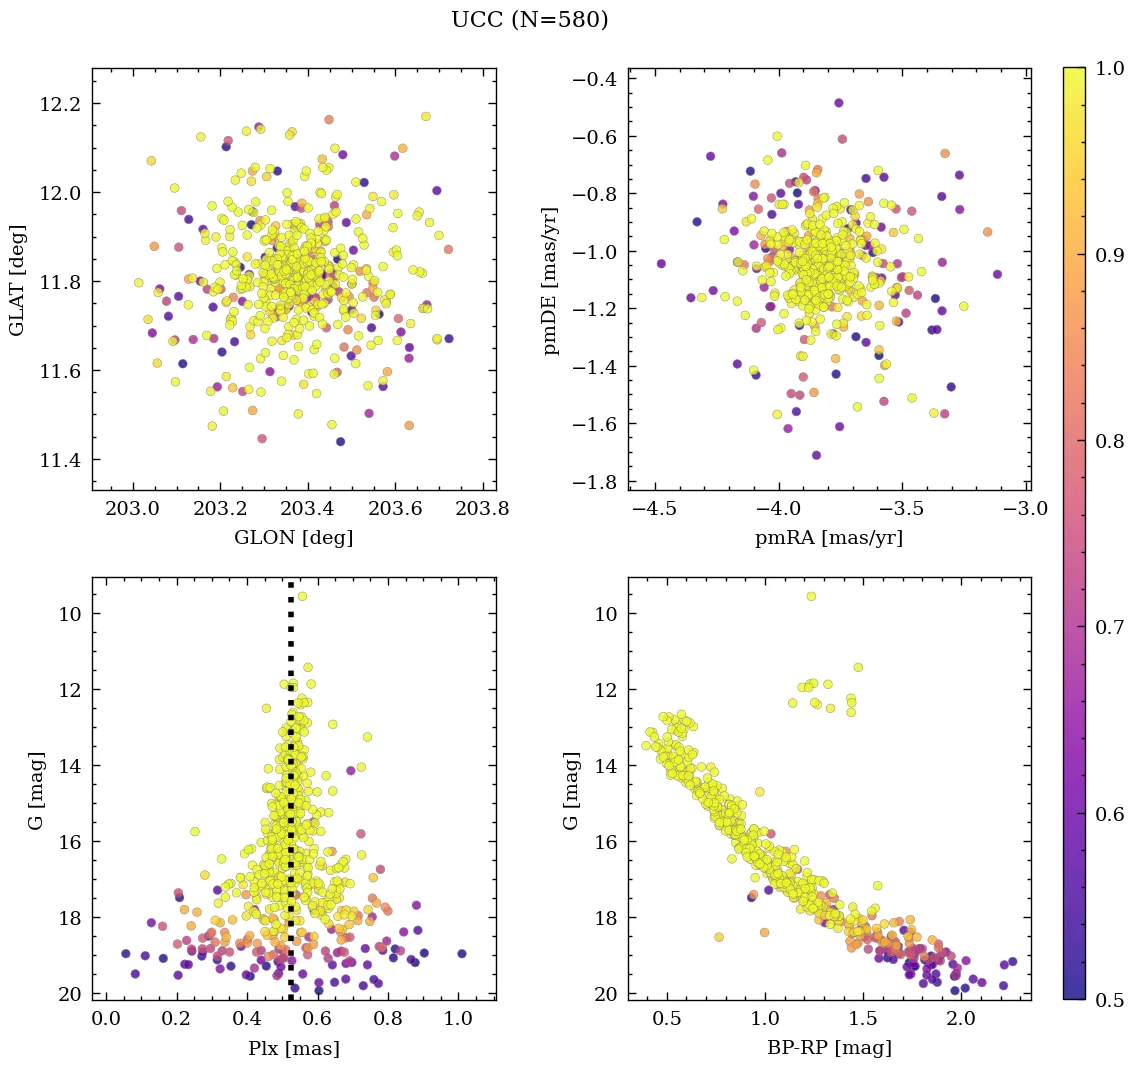 UCC (N=580)
12.2
12.0
11.8
11.6
11.4
GLAT [deg]
203.0 203.2 203.4 203.6 203.8
GLON [deg]
−0.4
−0.6
−0.8
−1.0
−1.2
−1.4
−1.6
−1.8
pmDE [mas/yr]
−4.5 −4.0 −3.5 −3.0
pmRA [mas/yr]
10
12
14
16
18
20
G [mag]
0.0 0.2 0.4 0.6 0.8 1.0
Plx [mas]
10
12
14
16
18
20
G [mag]
0.5 1.0 1.5 2.0
BP-RP [mag]
1.0
0.9
0.8
0.7
0.6
0.5